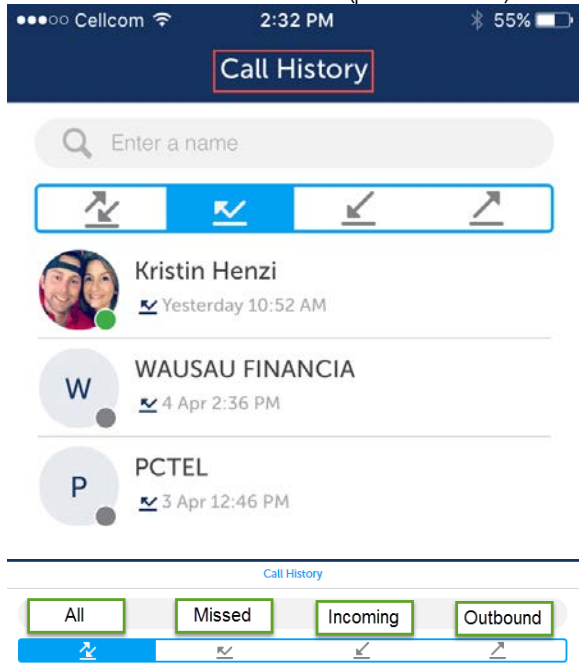 Cellcom 2:32 PM 55%
Call History
Enter a name
Kristin Henzi
Yesterday 10:52 AM
W
WAUSAU FINANCIA
4 Apr 2:36 PM
P
PCTEL
3 Apr 12:46 PM
Call History
All Missed Incoming Outbound